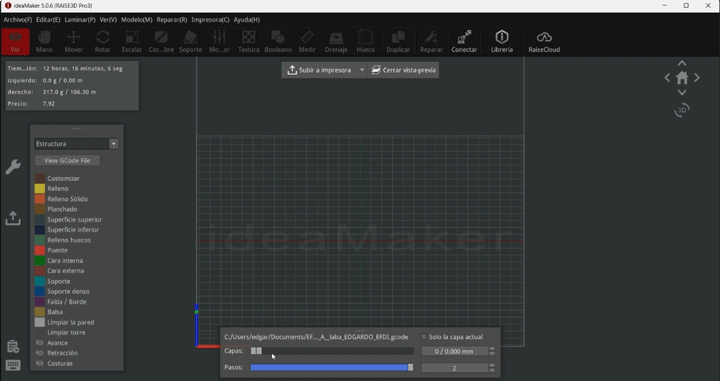 ideaMaker 5.0.6 (RAISE3D Pro3)
Archivo(F) Editar(E) Laminar(P) Ver(V) Modelo(M) Reparar(R) Impresora(C) Ayuda(H)
Ver Mano Mover Rotar Escalar Cor...bre Soporte Mo...or Textura Booleano Medir Drenaje Hueco Duplicar Reparar Conectar Librería RaiseCloud
Tiem...ión: 12 horas, 16 minutos, 6 seg
Izquierdo: 0.0 g / 0.00 m
derecho: 317.0 g / 106.30 m
Precio: 7.92
Subir a impresora Cerrar vista-previa
3D
Estructura
View GCode File
Customizar
Relleno
Relleno Sólido
Planchado
Superficie superior
Superficie inferior
Relleno huecos
Puente
Cara interna
Cara externa
Soporte
Soporte denso
Falda / Borde
Balsa
Limpiar la pared
Limpiar torre
Avance
Retracción
Costuras
ideaMaker
C:/Users/edgar/Documents/EF..._A_Jaba_EDGARDO_EFDI.gcode Solo la capa actual
Capas: 0 / 0.000 mm
Pasos: 2